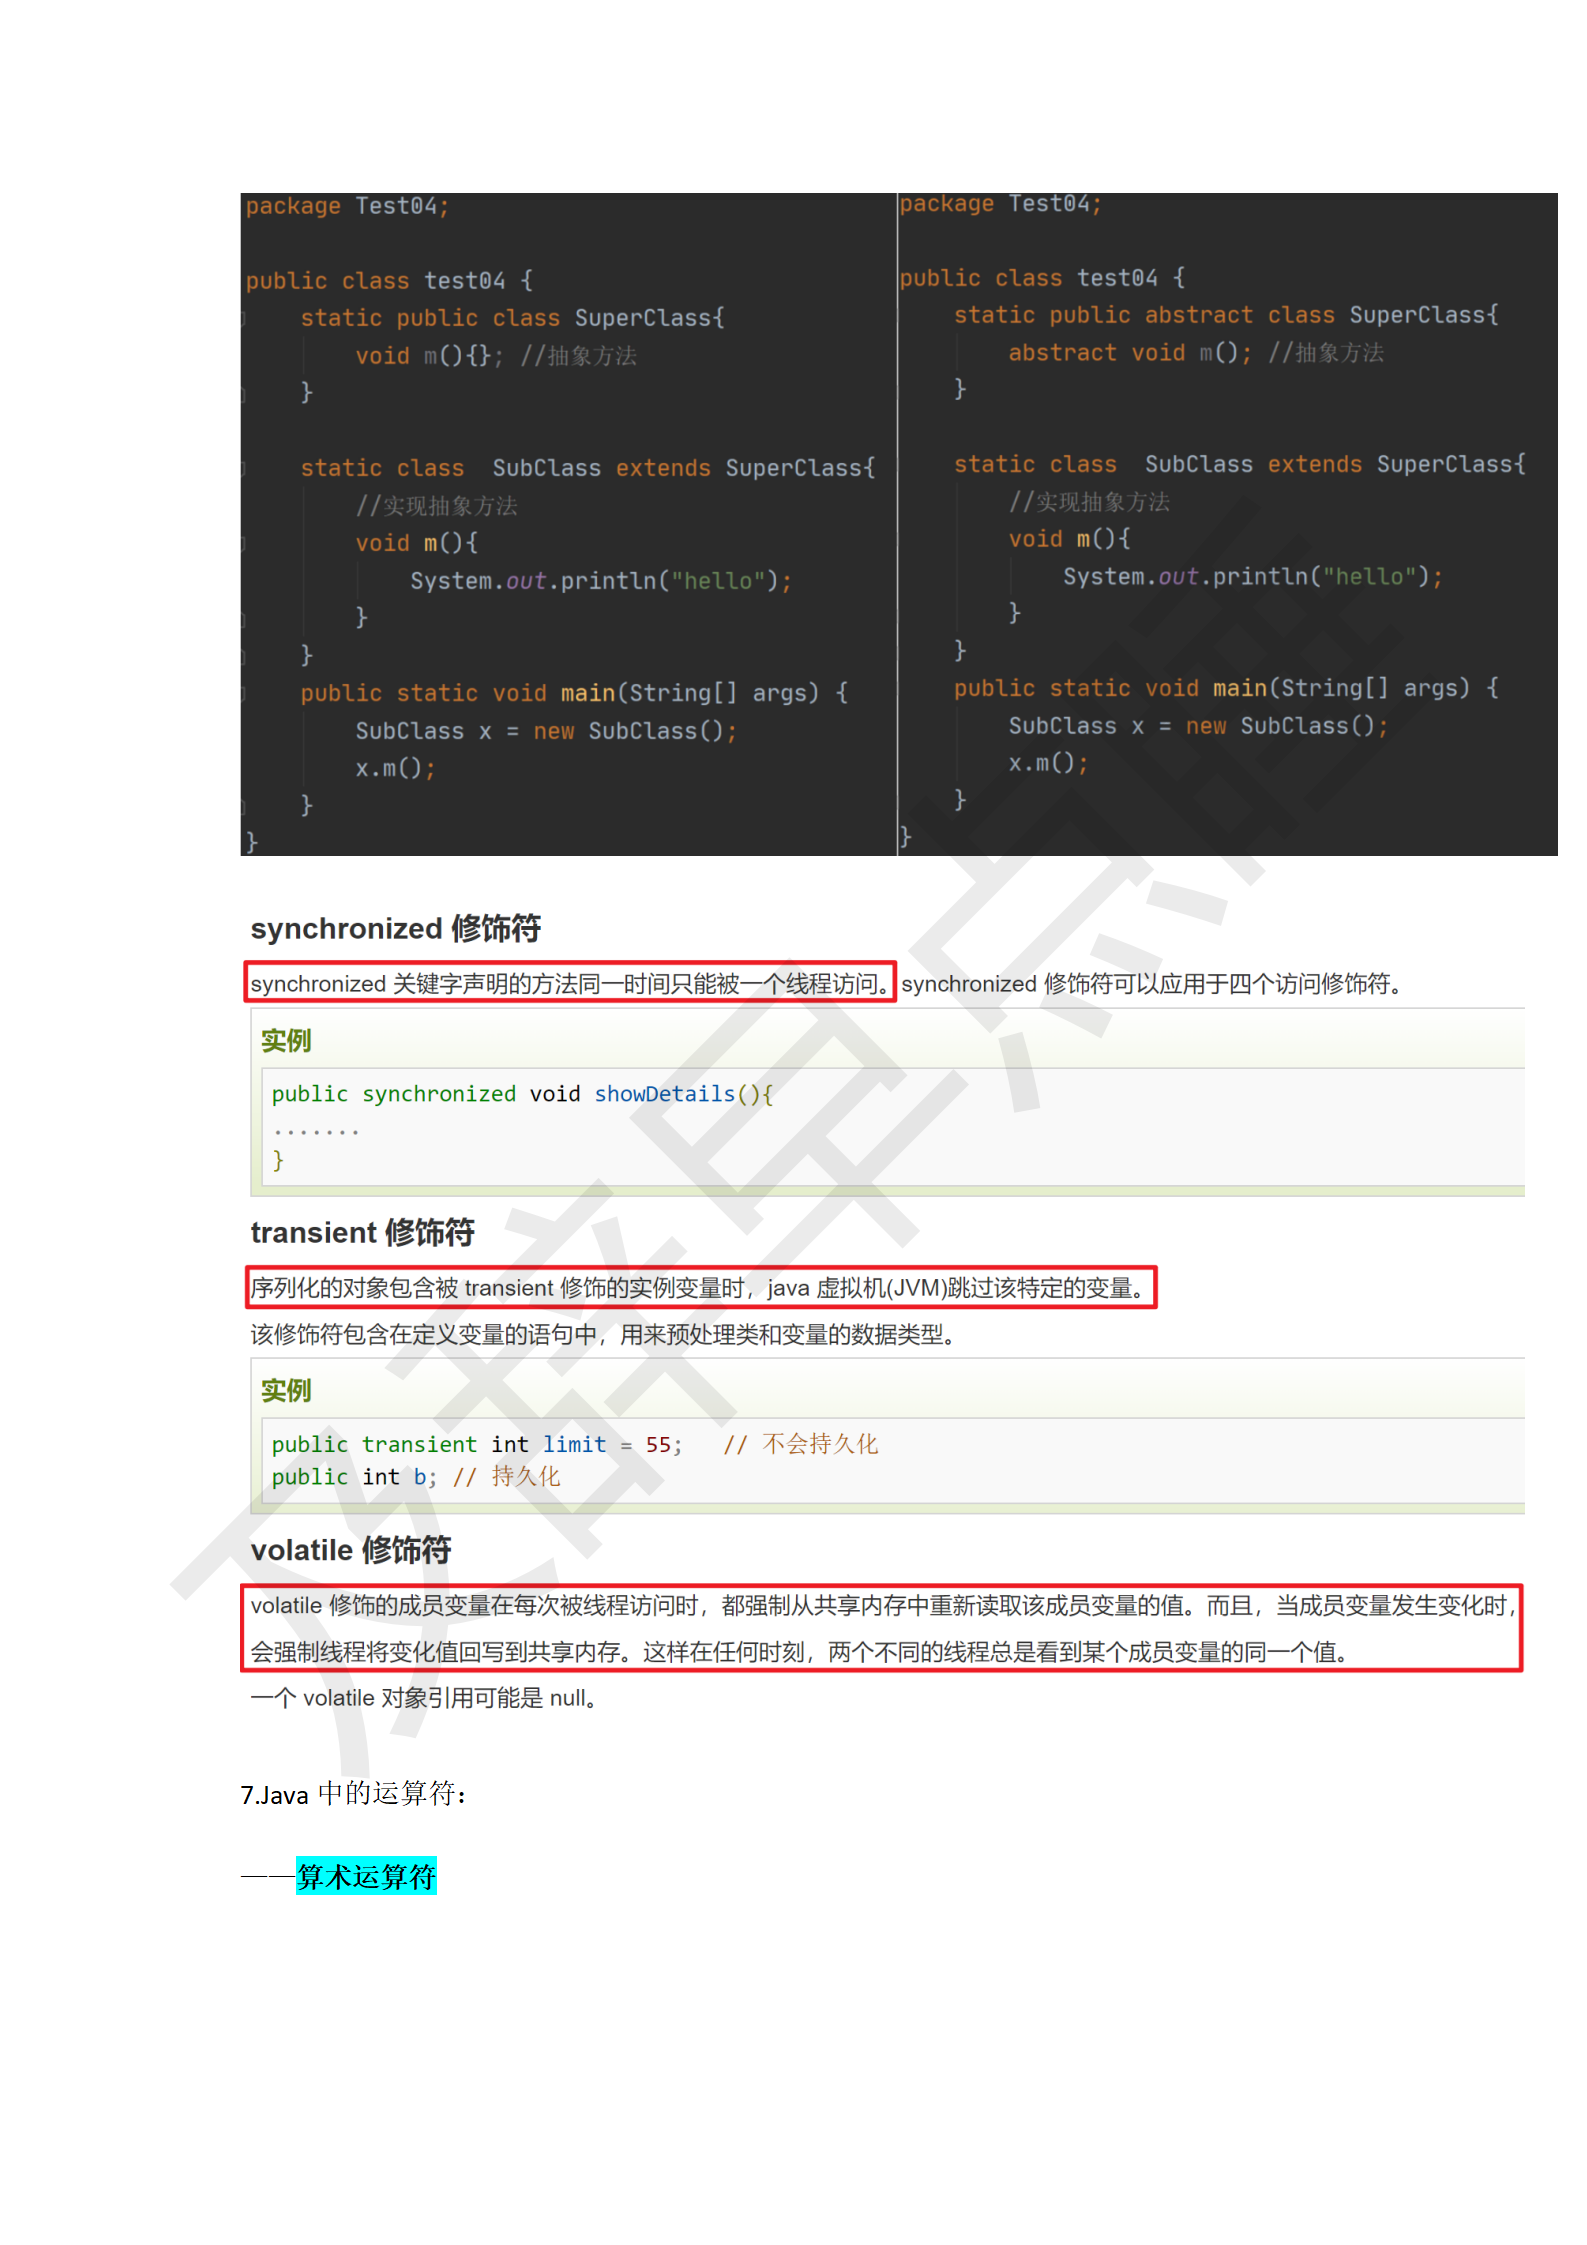 package Test04;
public class test04 {
static public class SuperClass{
void m(){}; //抽象方法
}
static class  SubClass extends SuperClass{
//实现抽象方法
void m(){
System.out.println("hello");
}
}
public static void main(String[] args) {
SubClass x = new SubClass();
x.m();
}
}
package Test04;
public class test04 {
static public abstract class SuperClass{
abstract void m(); //抽象方法
}
static class  SubClass extends SuperClass{
//实现抽象方法
void m(){
System.out.println("hello");
}
}
public static void main(String[] args) {
SubClass x = new SubClass();
x.m();
}
}
synchronized 修饰符
synchronized 关键字声明的方法同一时间只能被一个线程访问。synchronized 修饰符可以应用于四个访问修饰符。
实例
public synchronized void showDetails(){
.......
}
transient 修饰符
序列化的对象包含被 transient 修饰的实例变量时，java 虚拟机(JVM)跳过该特定的变量。
该修饰符包含在定义变量的语句中，用来预处理类和变量的数据类型。
实例
public transient int limit = 55;   // 不会持久化
public int b; // 持久化
volatile 修饰符
volatile 修饰的成员变量在每次被线程访问时，都强制从共享内存中重新读取该成员变量的值。而且，当成员变量发生变化时，
会强制线程将变化值回写到共享内存。这样在任何时刻，两个不同的线程总是看到某个成员变量的同一个值。
一个 volatile 对象引用可能是 null。
7.Java 中的运算符：
——算术运算符
及辞早点睡